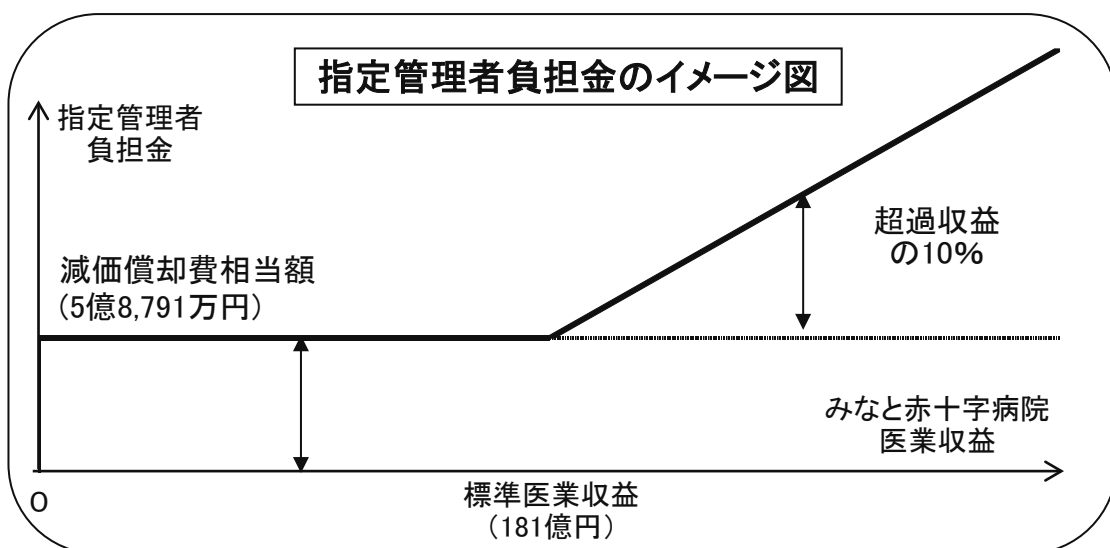 指定管理者負担金のイメージ図
指定管理者
負担金
減価償却費相当額
（5億8,791万円）
超過収益
の10％
みなと赤十字病院
医業収益
0
標準医業収益
（181億円）